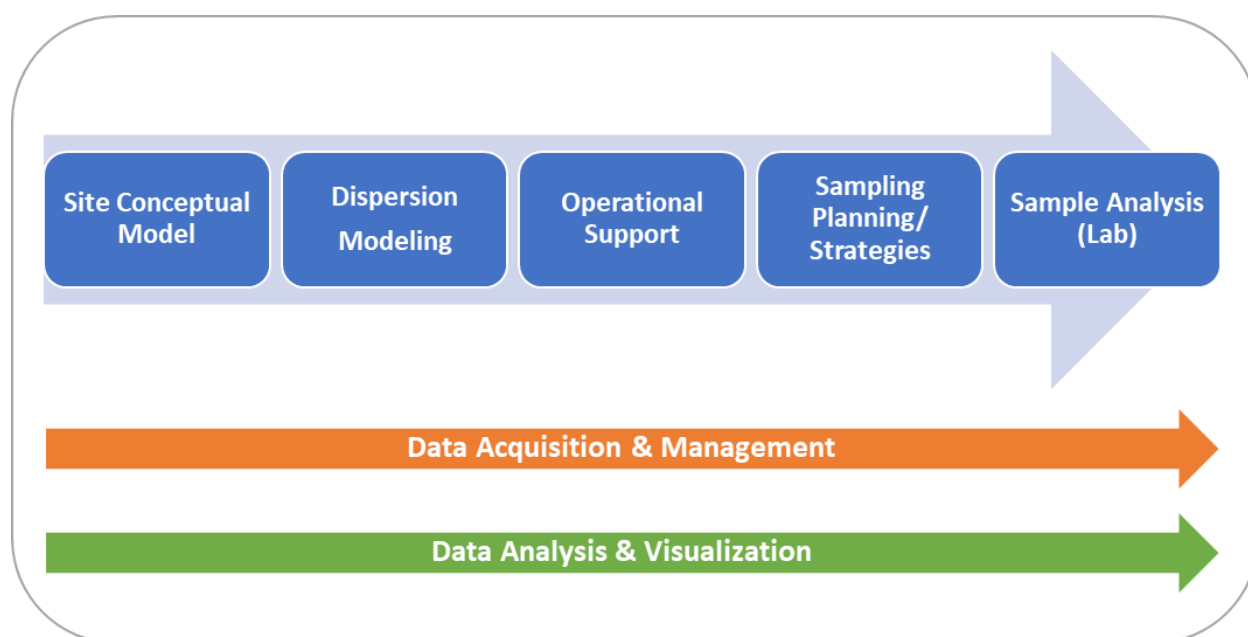 Site Conceptual
Model
Dispersion
Modeling
Operational
Support
Sampling
Planning/
Strategies
Sample Analysis
(Lab)
Data Acquisition & Management
Data Analysis & Visualization